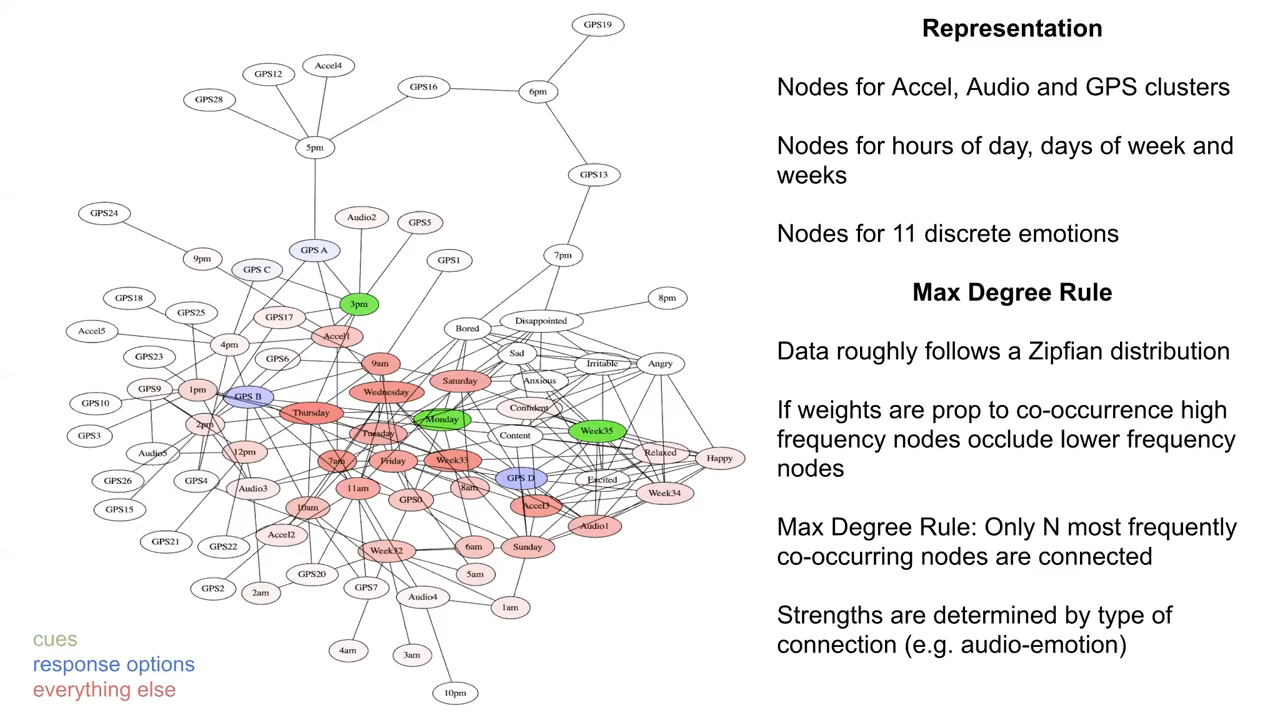 GPS19
Accel4
GPS12
GPS16
6pm
GPS28
5pm
GPS13
GPS24
Audio2
GPS5
GPS A
9pm
GPS C
GPS1
7pm
GPS18
3pm
8pm
GPS25
GPS17
Disappointed
Accel5
Bored
Accel1
4pm
GPS23
GPS6
Sad
9am
Irritable
Angry
Anxious
Saturday
GPS9
1pm
Wednesday
GPS B
GPS10
Confident
Thursday
Monday
2pm
Week35
Tuesday
Content
GPS3
Audio5
12pm
Relaxed
Happy
7am
Friday
Week33
GPS26
GPS4
GPS D
Excited
Audio3
11am
8am
Week34
GPS0
GPS15
10am
Accel3
Audio1
Accel2
GPS21
GPS22
Week32
6am
Sunday
GPS20
5am
GPS2
2am
GPS7
Audio4
1am
4am
3am
10pm
cues
response options
everything else
Representation
Nodes for Accel, Audio and GPS clusters
Nodes for hours of day, days of week and
weeks
Nodes for 11 discrete emotions
Max Degree Rule
Data roughly follows a Zipfian distribution
If weights are prop to co-occurrence high
frequency nodes occlude lower frequency
nodes
Max Degree Rule: Only N most frequently
co-occurring nodes are connected
Strengths are determined by type of
connection (e.g. audio-emotion)